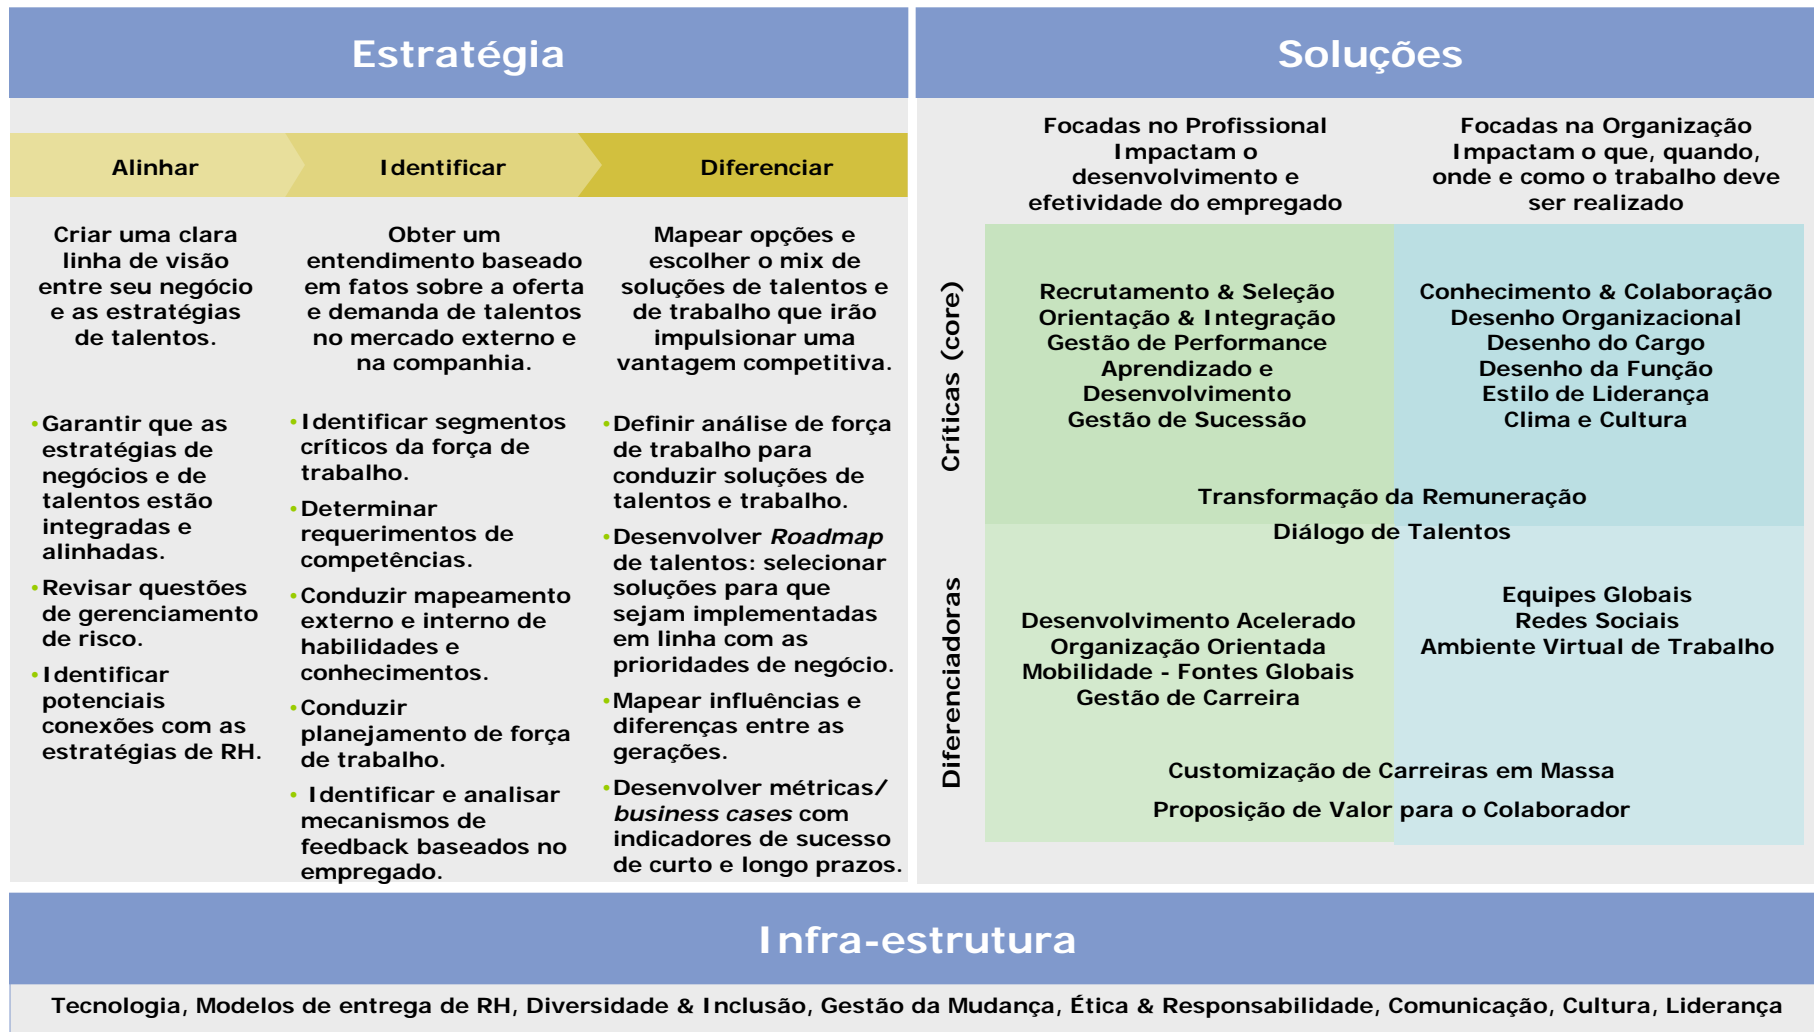 Estratégia
Alinhar
Identificar
Diferenciar
Criar uma clara
linha de visão
entre seu negócio
e as estratégias
de talentos.
•Garantir que as
estratégias de
negócios e de
talentos estão
integradas e
alinhadas.
•Revisar questões
de gerenciamento
de risco.
•Identificar
potenciais
conexões com as
estratégias de RH.
Obter um
entendimento baseado
em fatos sobre a oferta
e demanda de talentos
no mercado externo e
na companhia.
•Identificar segmentos
críticos da força de
trabalho.
•Determinar
requerimentos de
competências.
•Conduzir mapeamento
externo e interno de
habilidades e
conhecimentos.
•Conduzir
planejamento de força
de trabalho.
• Identificar e analisar
mecanismos de
feedback baseados no
empregado.
Mapear opções e
escolher o mix de
soluções de talentos e
de trabalho que irão
impulsionar uma
vantagem competitiva.
•Definir análise de força
de trabalho para
conduzir soluções de
talentos e trabalho.
•Desenvolver Roadmap
de talentos: selecionar
soluções para que
sejam implementadas
em linha com as
prioridades de negócio.
•Mapear influências e
diferenças entre as
gerações.
•Desenvolver métricas/
business cases com
indicadores de sucesso
de curto e longo prazos.
Soluções
Focadas no Profissional
Impactam o
desenvolvimento e
efetividade do empregado
Focadas na Organização
Impactam o que, quando,
onde e como o trabalho deve
ser realizado
Críticas (core)
Recrutamento & Seleção
Orientação & Integração
Gestão de Performance
Aprendizado e
Desenvolvimento
Gestão de Sucessão
Conhecimento & Colaboração
Desenho Organizacional
Desenho do Cargo
Desenho da Função
Estilo de Liderança
Clima e Cultura
Transformação da Remuneração
Diálogo de Talentos
Diferenciadoras
Desenvolvimento Acelerado
Organização Orientada
Mobilidade - Fontes Globais
Gestão de Carreira
Equipes Globais
Redes Sociais
Ambiente Virtual de Trabalho
Customização de Carreiras em Massa
Proposição de Valor para o Colaborador
Infra-estrutura
Tecnologia, Modelos de entrega de RH, Diversidade & Inclusão, Gestão da Mudança, Ética & Responsabilidade, Comunicação, Cultura, Liderança